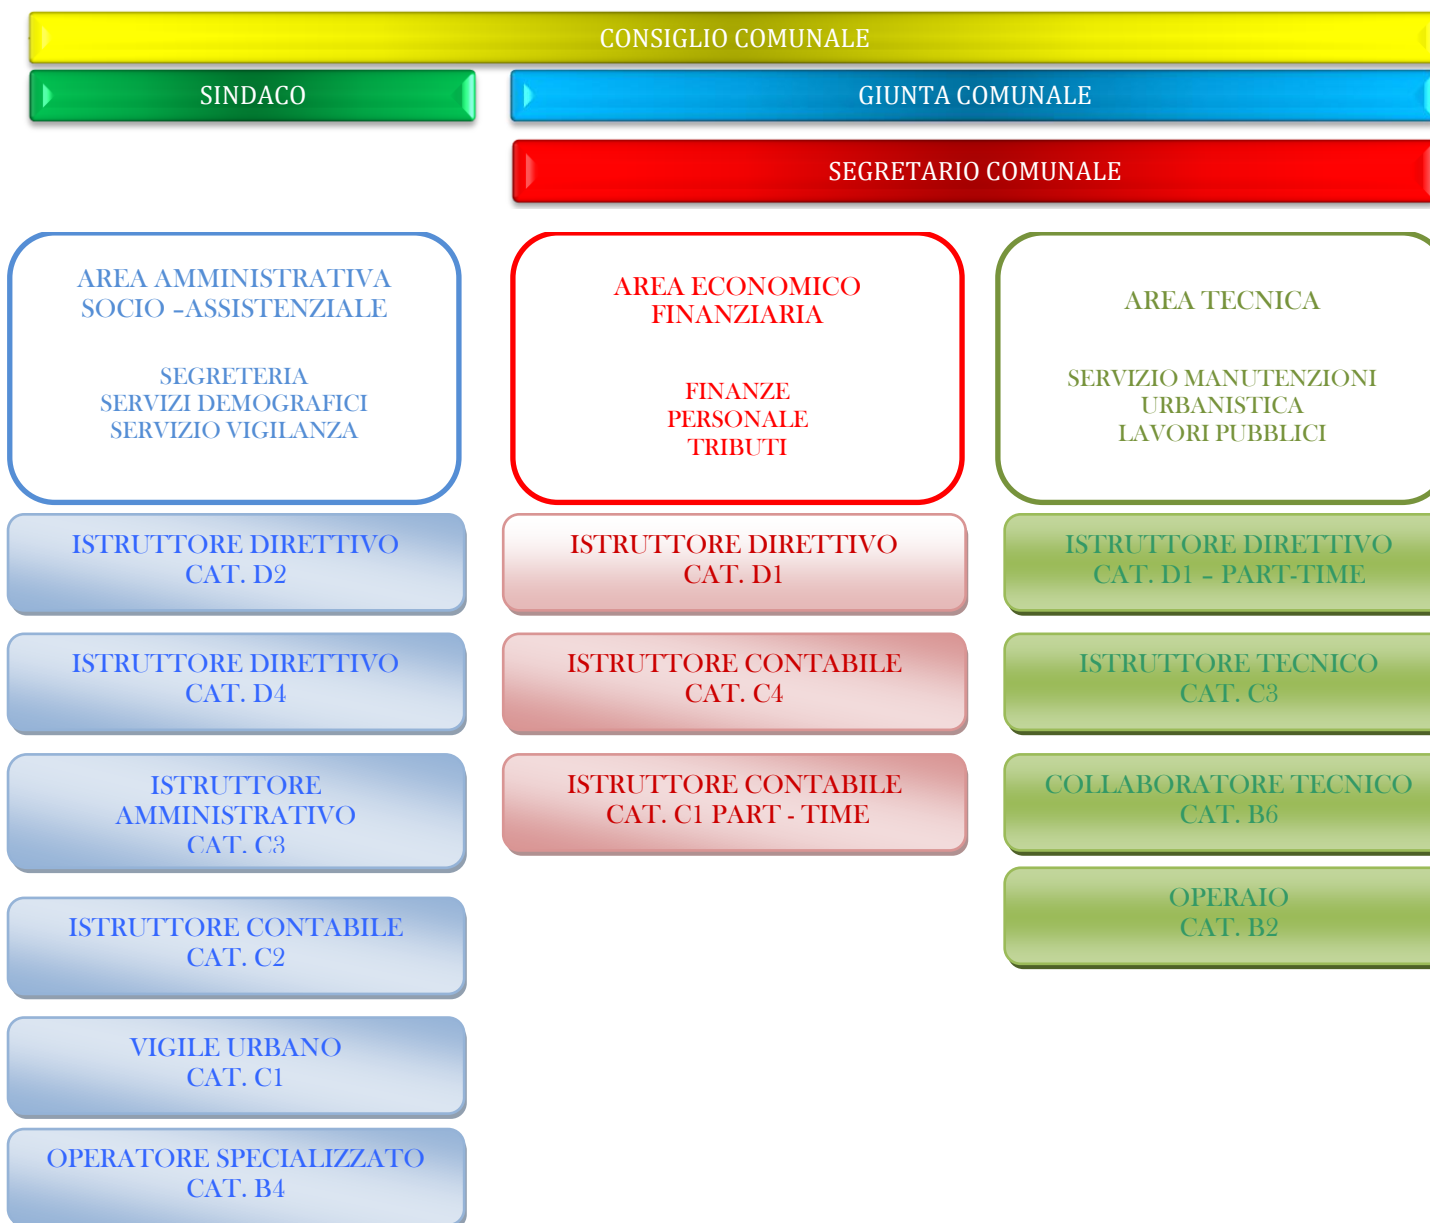 CONSIGLIO COMUNALE
SINDACO
GIUNTA COMUNALE
SEGRETARIO COMUNALE
AREA AMMINISTRATIVA
SOCIO –ASSISTENZIALE
SEGRETERIA
SERVIZI DEMOGRAFICI
SERVIZIO VIGILANZA
ISTRUTTORE DIRETTIVO
CAT. D2
ISTRUTTORE DIRETTIVO
CAT. D4
ISTRUTTORE
AMMINISTRATIVO
CAT. C3
ISTRUTTORE CONTABILE
CAT. C2
VIGILE URBANO
CAT. C1
OPERATORE SPECIALIZZATO
CAT. B4
AREA ECONOMICO
FINANZIARIA
FINANZE
PERSONALE
TRIBUTI
ISTRUTTORE DIRETTIVO
CAT. D1
ISTRUTTORE CONTABILE
CAT. C4
ISTRUTTORE CONTABILE
CAT. C1 PART - TIME
AREA TECNICA
SERVIZIO MANUTENZIONI
URBANISTICA
LAVORI PUBBLICI
ISTRUTTORE DIRETTIVO
CAT. D1 – PART-TIME
ISTRUTTORE TECNICO
CAT. C3
COLLABORATORE TECNICO
CAT. B6
OPERAIO
CAT. B2